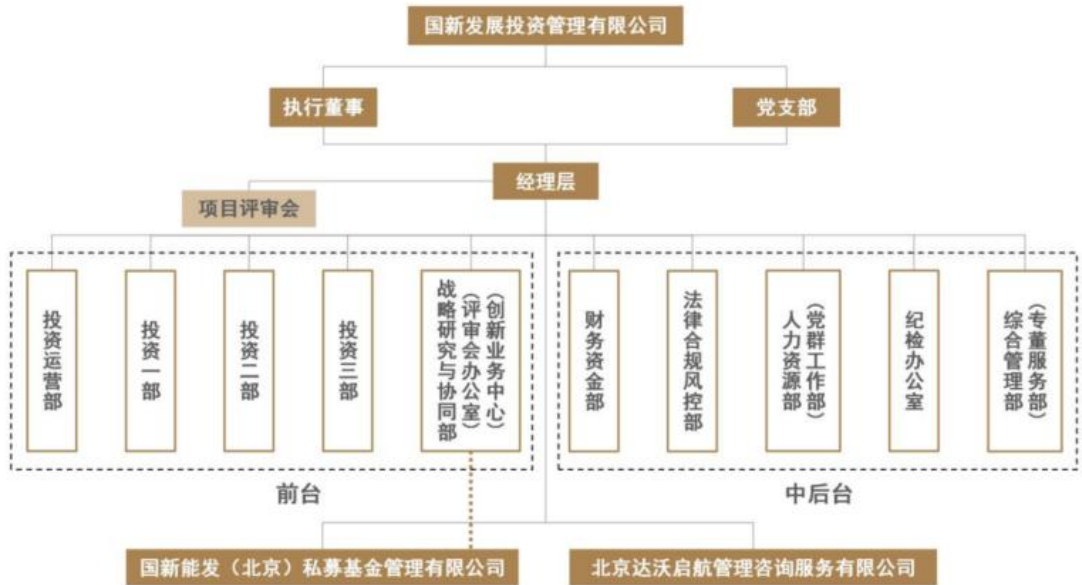 国新发展投资管理有限公司
执行董事
党支部
经理层
项目评审会
投资运营部
投资一部
投资二部
投资三部
战略研究与协同部
（评审会办公室）
（创新业务中心）
财务资金部
法律合规风控部
人力资源部
（党群工作部）
纪检办公室
综合管理部
（专董服务部）
前台
中后台
国新能发（北京）私募基金管理有限公司
北京达沃启航管理咨询服务有限公司